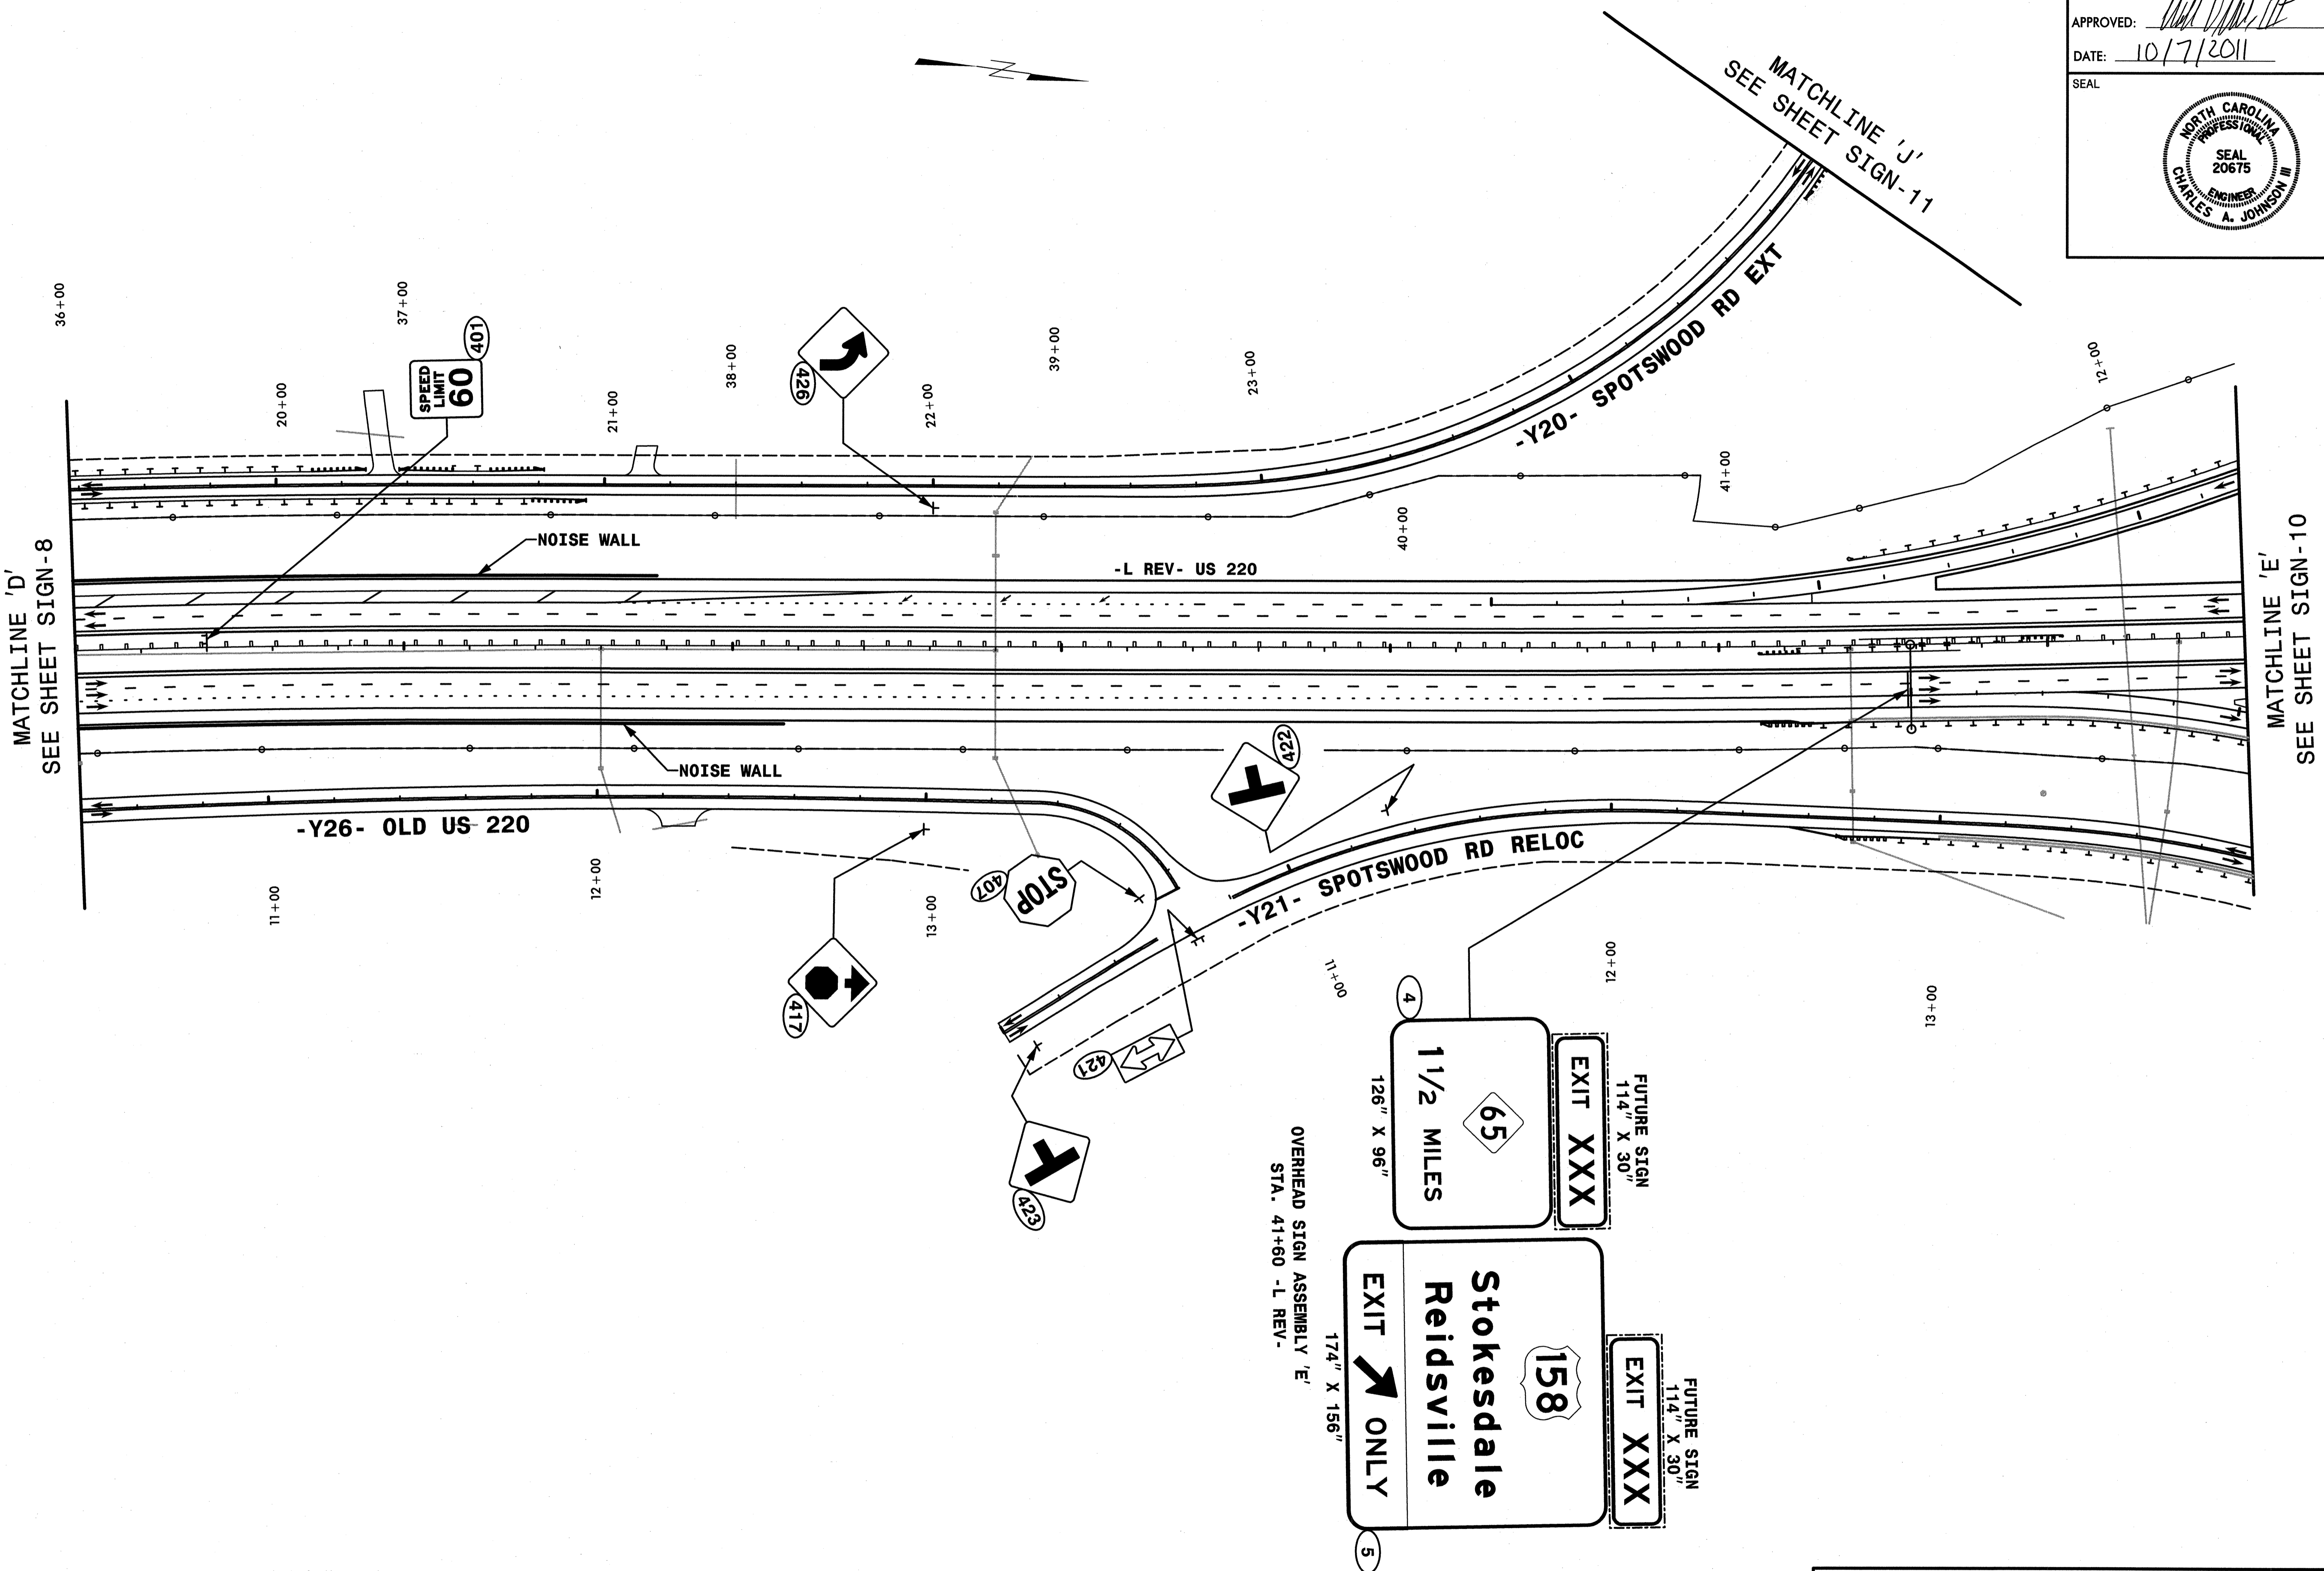 APPROVED:
DATE: 10/7/2011
SEAL
NORTH CAROLINA
PROFESSIONAL
SEAL
20675
ENGINEER
CHARLES A. JOHNSON III
MATCHLINE 'J'
SEE SHEET SIGN-11
36+00
37+00
38+00
39+00
40+00
41+00
20+00
21+00
22+00
23+00
12+00
401
SPEED
LIMIT
60
426
-Y20- SPOTSWOOD RD EXT
MATCHLINE 'D'
SEE SHEET SIGN-8
NOISE WALL
-L REV- US 220
MATCHLINE 'E'
SEE SHEET SIGN-10
NOISE WALL
422
-Y26- OLD US 220
-Y21- SPOTSWOOD RD RELOC
11+00
12+00
13+00
407
STOP
417
421
423
11+00
12+00
13+00
4
EXIT XXX
FUTURE SIGN
114" X 30"
65
1 1/2 MILES
126" X 96"
OVERHEAD SIGN ASSEMBLY 'E'
STA. 41+60 -L REV-
EXIT XXX
FUTURE SIGN
114" X 30"
158
Stokesdale
Reidsville
EXIT ONLY
174" X 156"
5